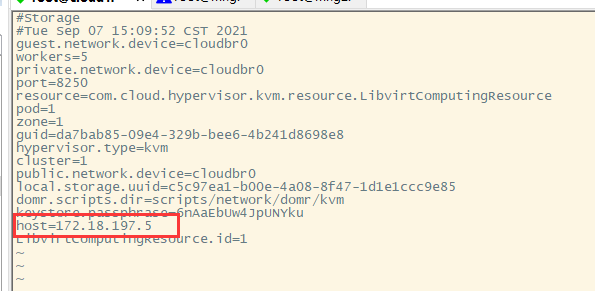 #Storage
#Tue Sep 07 15:09:52 CST 2021
guest.network.device=cloudbr0
workers=5
private.network.device=cloudbr0
port=8250
resource=com.cloud.hypervisor.kvm.resource.LibvirtComputingResource
pod=1
zone=1
guid=da7bab85-09e4-329b-bee6-4b241d8698e8
hypervisor.type=kvm
cluster=1
public.network.device=cloudbr0
local.storage.uuid=c5c97ea1-b00e-4a08-8f47-1d1e1ccc9e85
domr.scripts.dir=scripts/network/domr/kvm
keystore.passphrase=6nAaEbUw4JpUNYku
host=172.18.197.5
LibvirtComputingResource.id=1
~
~
~